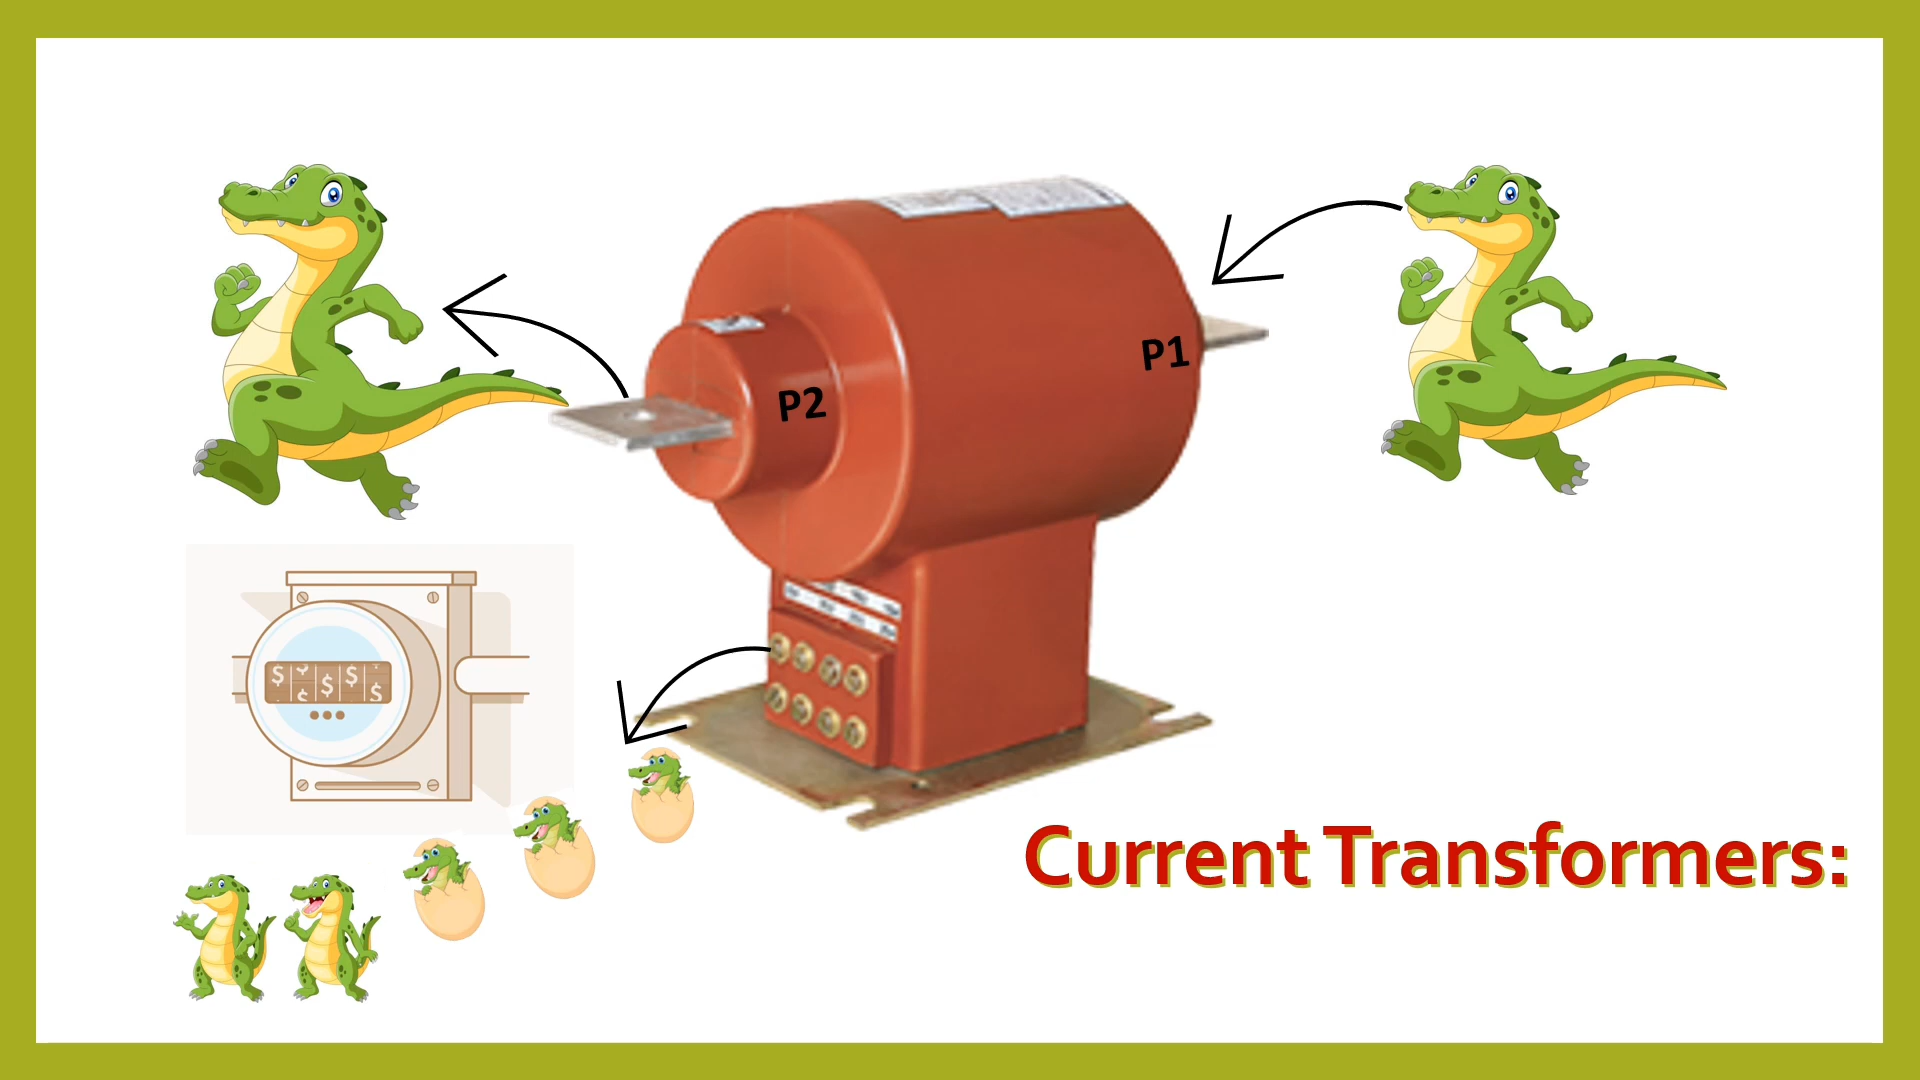 P1
P2
$ $ $ $
Current Transformers: